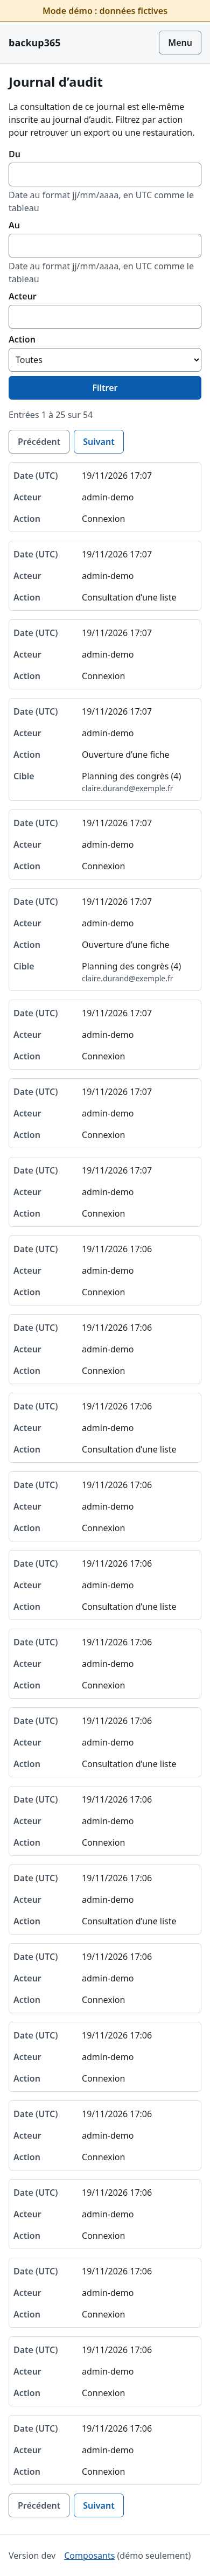 Mode démo : données fictives
backup365
Menu
Journal d’audit
La consultation de ce journal est elle-même
inscrite au journal d’audit. Filtrez par action
pour retrouver un export ou une restauration.
Du
Date au format jj/mm/aaaa, en UTC comme le
tableau
Au
Date au format jj/mm/aaaa, en UTC comme le
tableau
Acteur
Action
Toutes
Filtrer
Entrées 1 à 25 sur 54
Précédent Suivant
Date (UTC) 19/11/2026 17:07
Acteur admin-demo
Action Connexion
Date (UTC) 19/11/2026 17:07
Acteur admin-demo
Action Consultation d’une liste
Date (UTC) 19/11/2026 17:07
Acteur admin-demo
Action Connexion
Date (UTC) 19/11/2026 17:07
Acteur admin-demo
Action Ouverture d’une fiche
Cible Planning des congrès (4)
claire.durand@exemple.fr
Date (UTC) 19/11/2026 17:07
Acteur admin-demo
Action Connexion
Date (UTC) 19/11/2026 17:07
Acteur admin-demo
Action Ouverture d’une fiche
Cible Planning des congrès (4)
claire.durand@exemple.fr
Date (UTC) 19/11/2026 17:07
Acteur admin-demo
Action Connexion
Date (UTC) 19/11/2026 17:07
Acteur admin-demo
Action Connexion
Date (UTC) 19/11/2026 17:07
Acteur admin-demo
Action Connexion
Date (UTC) 19/11/2026 17:06
Acteur admin-demo
Action Connexion
Date (UTC) 19/11/2026 17:06
Acteur admin-demo
Action Connexion
Date (UTC) 19/11/2026 17:06
Acteur admin-demo
Action Consultation d’une liste
Date (UTC) 19/11/2026 17:06
Acteur admin-demo
Action Connexion
Date (UTC) 19/11/2026 17:06
Acteur admin-demo
Action Consultation d’une liste
Date (UTC) 19/11/2026 17:06
Acteur admin-demo
Action Connexion
Date (UTC) 19/11/2026 17:06
Acteur admin-demo
Action Consultation d’une liste
Date (UTC) 19/11/2026 17:06
Acteur admin-demo
Action Connexion
Date (UTC) 19/11/2026 17:06
Acteur admin-demo
Action Consultation d’une liste
Date (UTC) 19/11/2026 17:06
Acteur admin-demo
Action Connexion
Date (UTC) 19/11/2026 17:06
Acteur admin-demo
Action Connexion
Date (UTC) 19/11/2026 17:06
Acteur admin-demo
Action Connexion
Date (UTC) 19/11/2026 17:06
Acteur admin-demo
Action Connexion
Date (UTC) 19/11/2026 17:06
Acteur admin-demo
Action Connexion
Date (UTC) 19/11/2026 17:06
Acteur admin-demo
Action Connexion
Date (UTC) 19/11/2026 17:06
Acteur admin-demo
Action Connexion
Précédent Suivant
Version dev Composants (démo seulement)